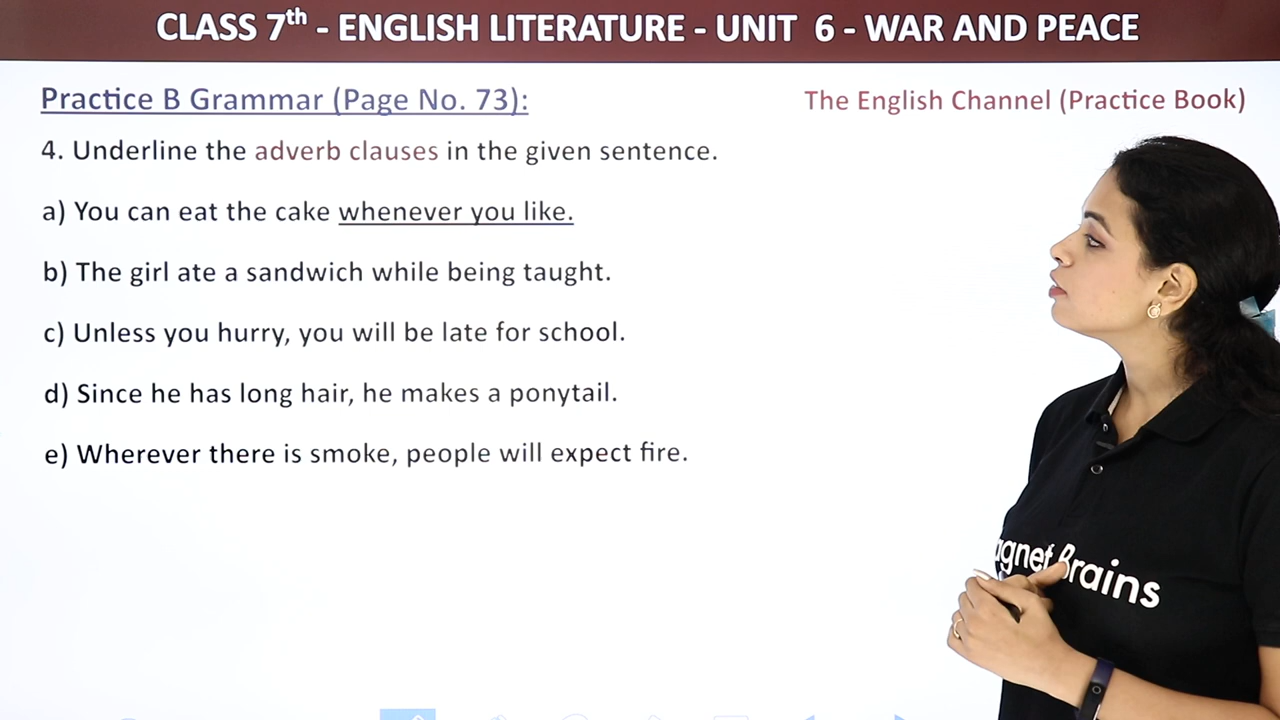 CLASS 7th - ENGLISH LITERATURE - UNIT 6 - WAR AND PEACE
Practice B Grammar (Page No. 73):
The English Channel (Practice Book)
4. Underline the adverb clauses in the given sentence.
a) You can eat the cake whenever you like.
b) The girl ate a sandwich while being taught.
c) Unless you hurry, you will be late for school.
d) Since he has long hair, he makes a ponytail.
e) Wherever there is smoke, people will expect fire.
agnet Brains